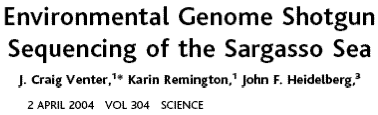 Environmental Genome Shotgun
Sequencing of the Sargasso Sea
J. Craig Venter,¹* Karin Remington,¹ John F. Heidelberg,³
2 APRIL 2004 VOL 304 SCIENCE